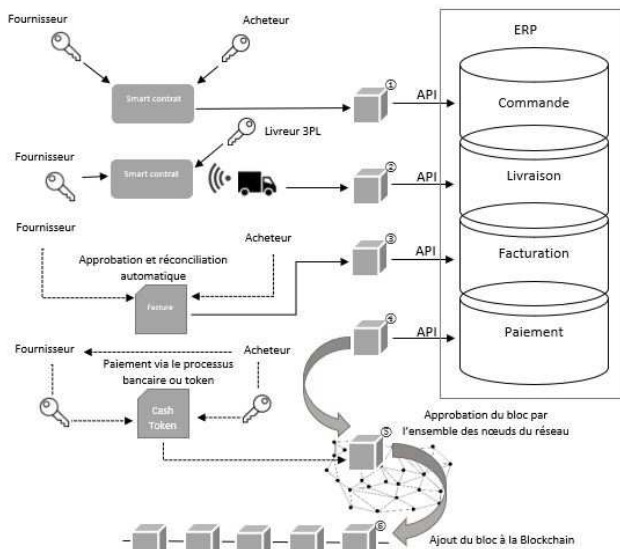 Fournisseur
Acheteur
ERP
Smart contrat
①
API
Commande
Livreur 3PL
Fournisseur
Smart contrat
②
API
Livraison
Fournisseur
Acheteur
Approbation et réconciliation
automatique
③
API
Facturation
Facture
④
API
Paiement
Fournisseur
Acheteur
Paiement via le processus
bancaire ou token
Cash
Token
Approbation du bloc par
l'ensemble des nœuds du réseau
⑤
⑥
Ajout du bloc à la Blockchain